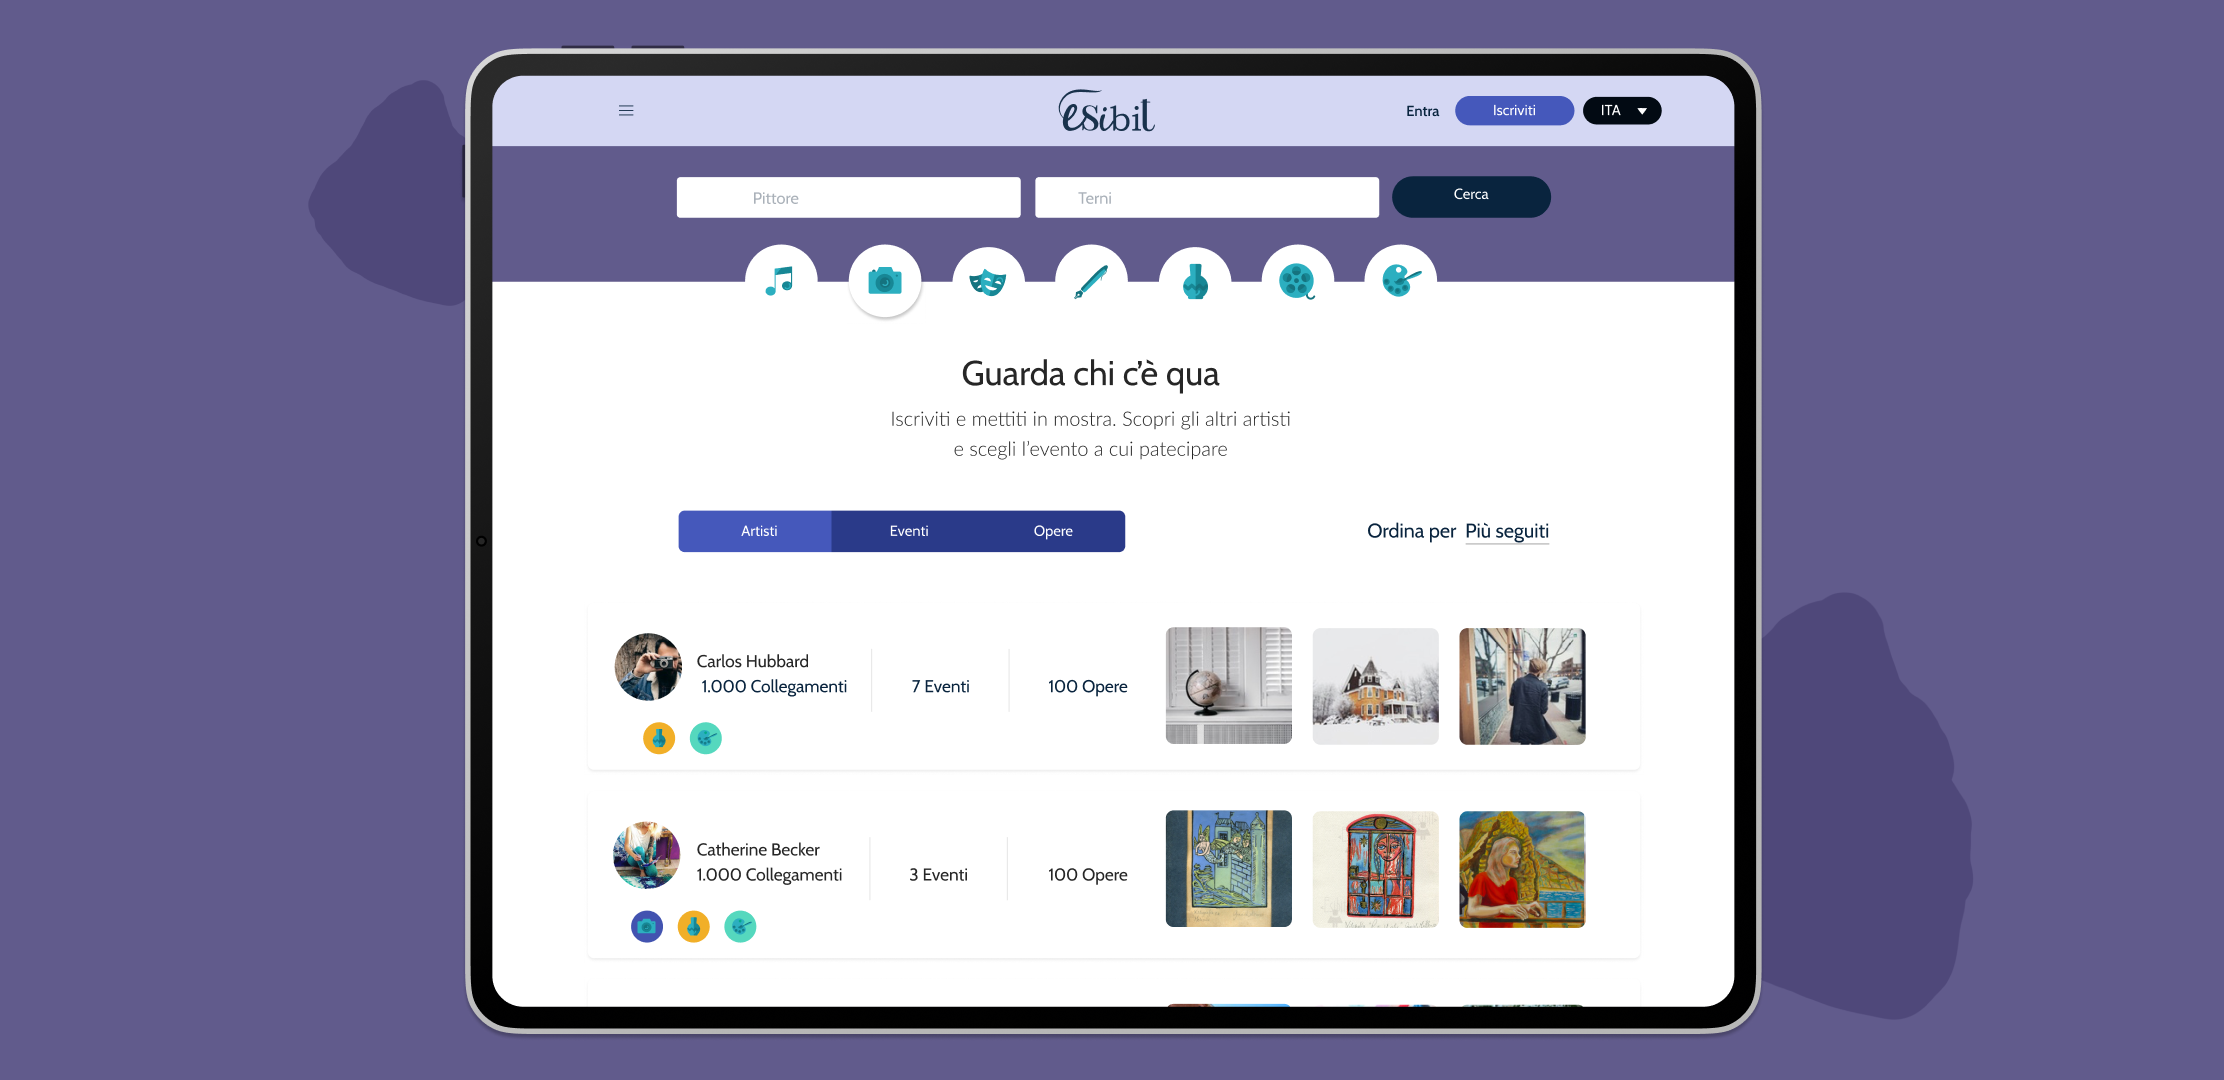 esibit
Entra
Iscriviti
ITA
Pittore
Terni
Cerca
Guarda chi c'è qua
Iscriviti e mettiti in mostra. Scopri gli altri artisti
e scegli l'evento a cui patecipare
Artisti
Eventi
Opere
Ordina per Più seguiti
Carlos Hubbard
1.000 Collegamenti
7 Eventi
100 Opere
Catherine Becker
1.000 Collegamenti
3 Eventi
100 Opere